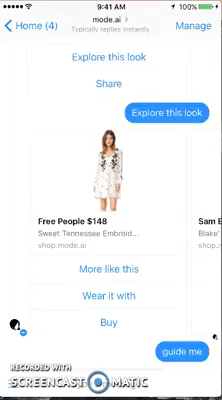 9:41 AM
100%
Home (4)
mode.ai >
Typically replies instantly
Manage
Explore this look
Share
Explore this look
Free People $148
Sweet Tennessee Embroid...
shop.mode.ai
Sam E
Blake'
shop.
More like this
Wear it with
Buy
guide me
RECORDED WITH
SCREENCAST MATIC